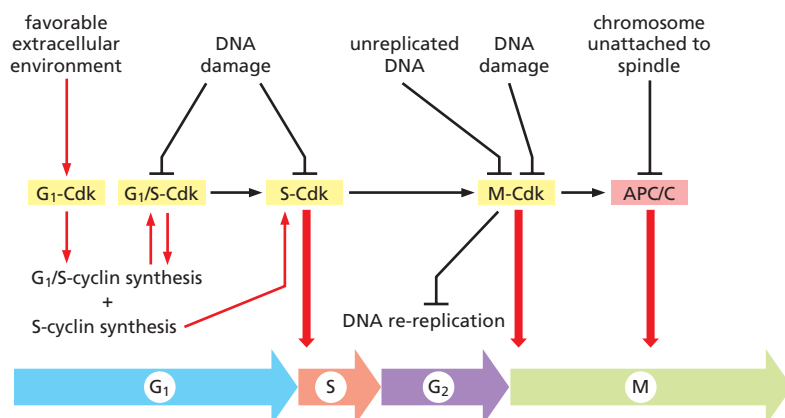 favorable
extracellular
environment
DNA
damage
unreplicated
DNA
DNA
damage
chromosome
unattached to
spindle
G₁-Cdk
G₁/S-Cdk
S-Cdk
M-Cdk
APC/C
G₁/S-cyclin synthesis
+
S-cyclin synthesis
DNA re-replication
G₁
S
G₂
M